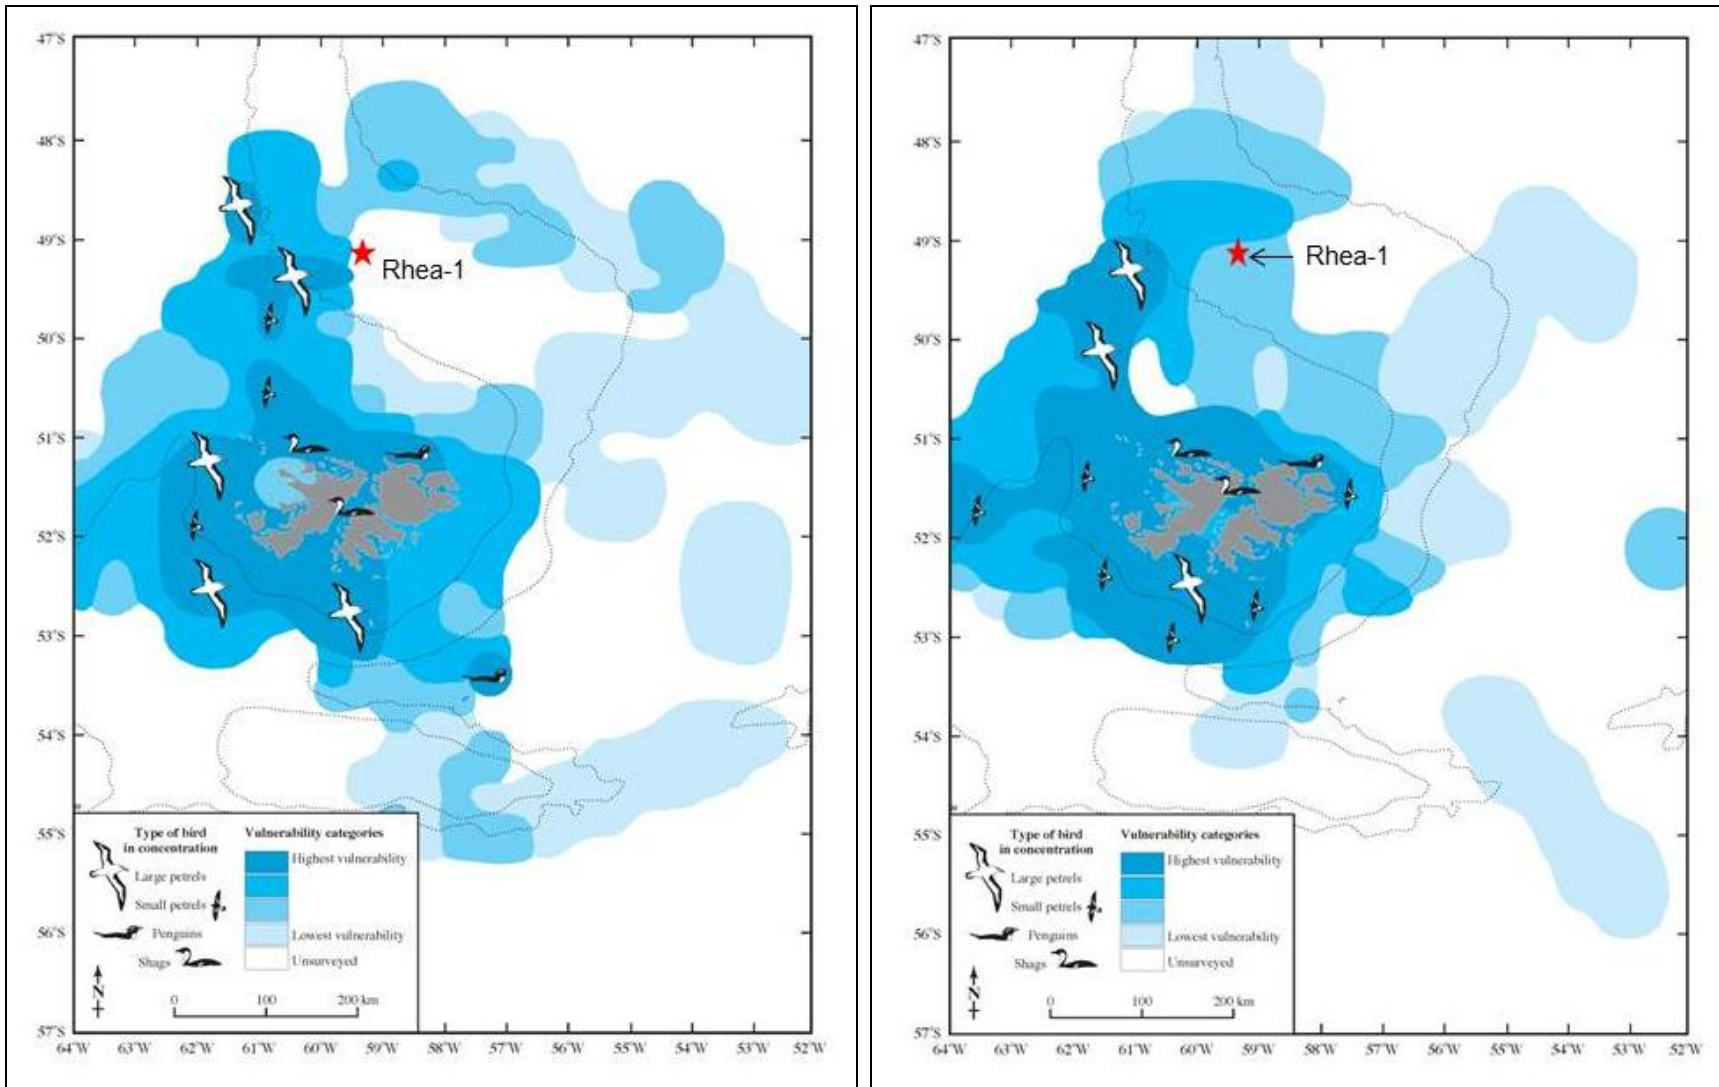 47°S
48°S
49°S
Rhea-1
50°S
51°S
52°S
53°S
54°S
55°S
56°S
57°S
Type of bird
in concentration
Large petrels
Small petrels
Penguins
Shags
Vulnerability categories
Highest vulnerability
Lowest vulnerability
Unsurveyed
N
0 100 200 km
64°W 63°W 62°W 61°W 60°W 59°W 58°W 57°W 56°W 55°W 54°W 53°W 52°W
47°S
48°S
49°S
Rhea-1
50°S
51°S
52°S
53°S
54°S
55°S
56°S
57°S
Type of bird
in concentration
Large petrels
Small petrels
Penguins
Shags
Vulnerability categories
Highest vulnerability
Lowest vulnerability
Unsurveyed
N
0 100 200 km
64°W 63°W 62°W 61°W 60°W 59°W 58°W 57°W 56°W 55°W 54°W 53°W 52°W